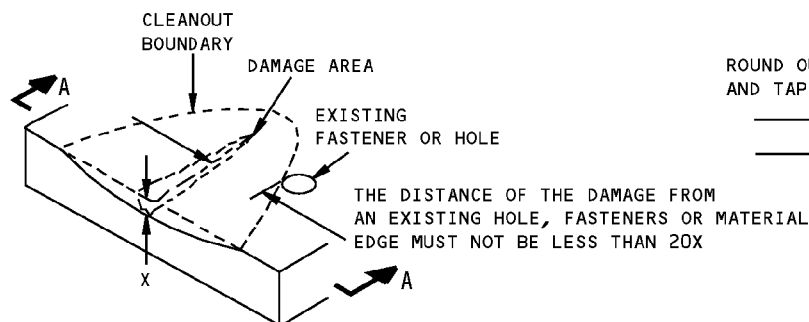 CLEANOUT
BOUNDARY
DAMAGE AREA
A
EXISTING
FASTENER OR HOLE
THE DISTANCE OF THE DAMAGE FROM
AN EXISTING HOLE, FASTENERS OR MATERIAL
EDGE MUST NOT BE LESS THAN 20X
X
A
ROUND
AND TAP